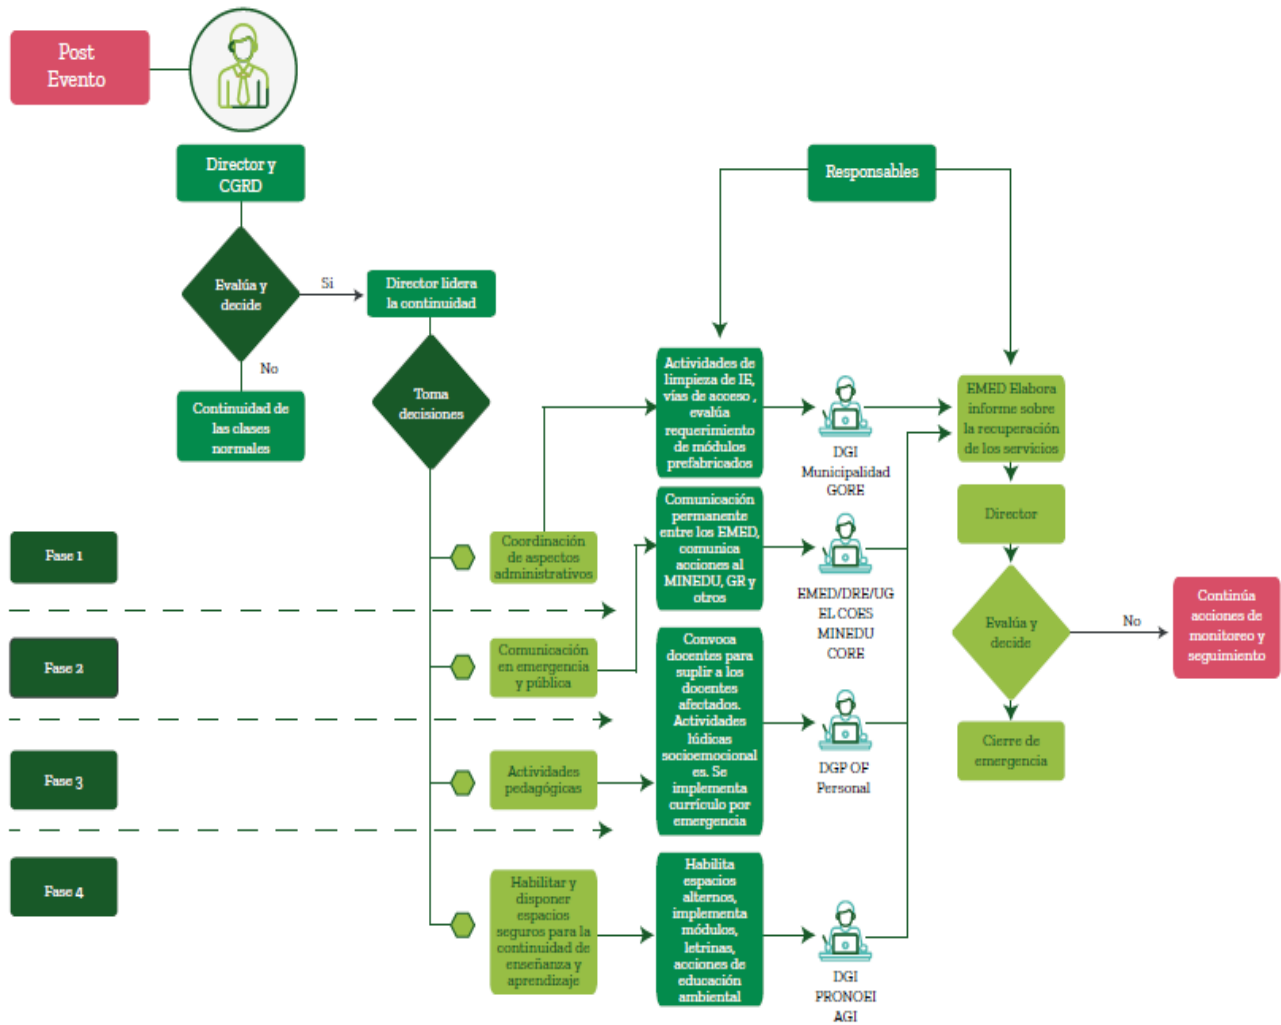 Post
Evento
Director y
CGRD
Responsables
Evalúa y
decide
Si
Director lidera
la continuidad
No
Continuidad de
las clases
normales
Toma
decisiones
Actividades de
limpieza de IE,
vías de acceso ,
evalúa
requerimiento
de módulos
prefabricados
DGI
Municipalidad
GORE
EMED Elabora
informe sobre
la recuperación
de los servicios
Director
Fase 1
Coordinación
de aspectos
administrativos
Comunicación
permanente
entre los EMED,
comunica
acciones al
MINEDU, GR y
otros
EMED/DRE/UG
EL COES
MINEDU
CORE
Evalúa y
decide
No
Continúa
acciones de
monitoreo y
seguimiento
Fase 2
Comunicación
en emergencia
y pública
Convoca
docentes para
suplir a los
docentes
afectados.
Actividades
lúdicas
socioemocional
es. Se
implementa
currículo por
emergencia
DGP OF
Personal
Cierre de
emergencia
Fase 3
Actividades
pedagógicas
Fase 4
Habilitar y
disponer
espacios
seguros para la
continuidad de
enseñanza y
aprendizaje
Habilita
espacios
alternos,
implementa
módulos,
letrinas,
acciones de
educación
ambiental
DGI
PRONOEI
AGI